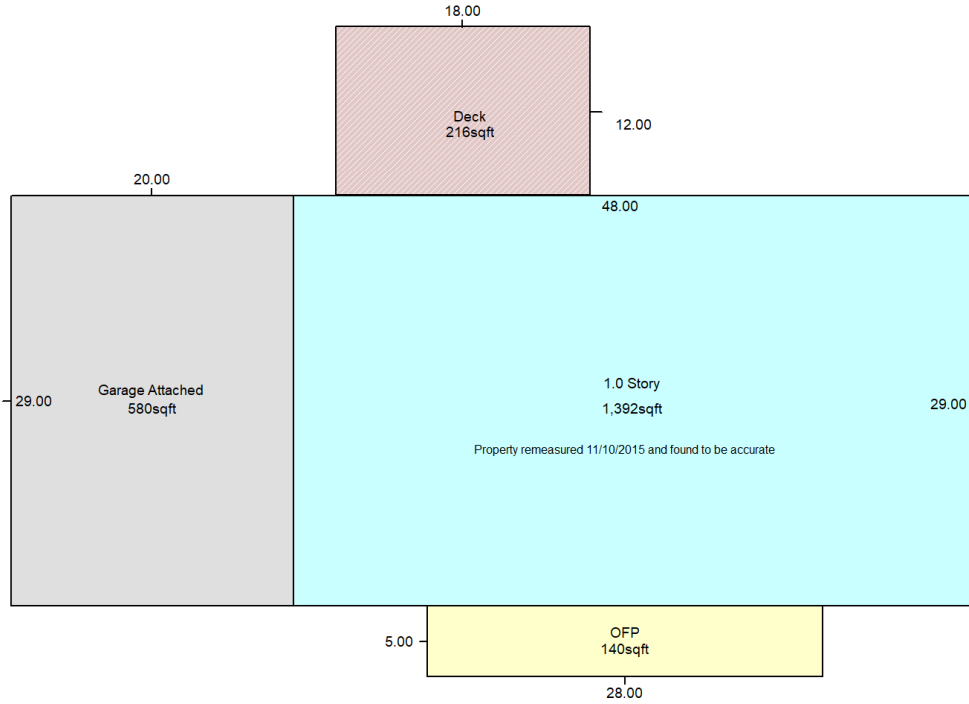 18.00
Deck
216sqft
12.00
20.00
48.00
Garage Attached
580sqft
29.00
1.0 Story
1,392sqft
29.00
Property remeasured 11/10/2015 and found to be accurate
OFP
140sqft
5.00
28.00